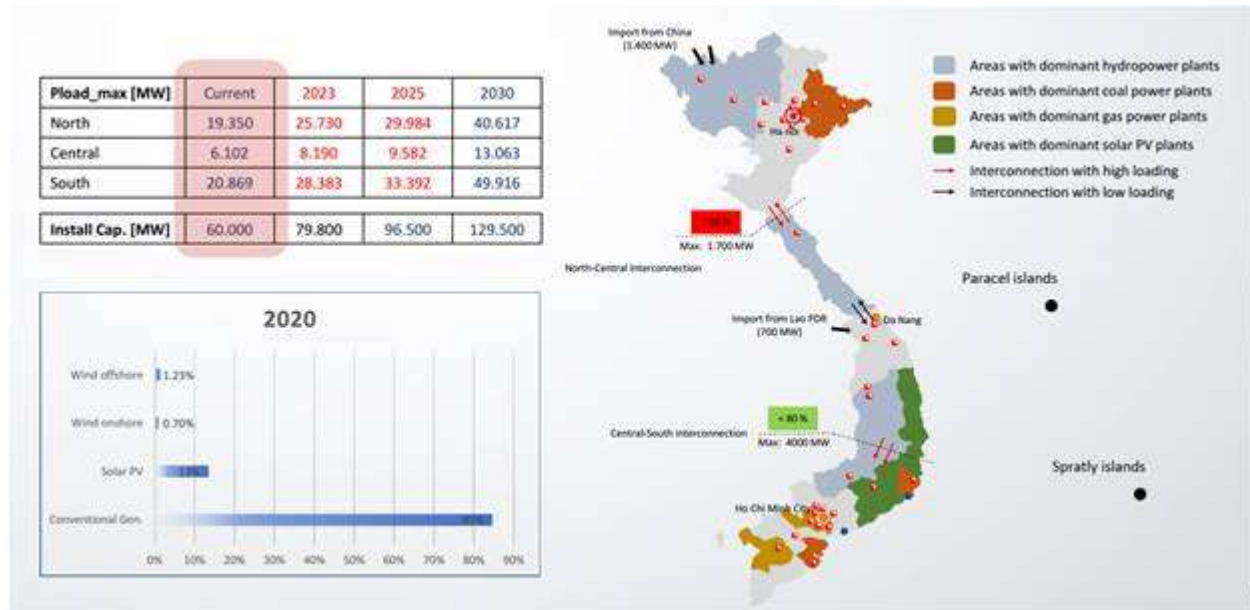 Pload_max [MW] Current 2023 2025 2030
North 19.350 25.730 29.984 40.617
Central 6.102 8.190 9.582 13.063
South 20.869 28.383 33.392 49.916
Install Cap. [MW] 60.000 79.800 96.500 129.500
2020
Wind offshore 1.23%
Wind onshore 0.70%
Solar PV
Conventional Gen.
0% 10% 20% 30% 40% 50% 60% 70% 80% 90%
Import from China
(1.400 MW)
Ha Noi
Max: 1.700 MW
North-Central Interconnection
Import from Lao PDR
(700 MW)
Da Nang
< 80 %
Central-South Interconnection
Max: 4000 MW
Ho Chi Minh City
Areas with dominant hydropower plants
Areas with dominant coal power plants
Areas with dominant gas power plants
Areas with dominant solar PV plants
Interconnection with high loading
Interconnection with low loading
Paracel islands
Spratly islands